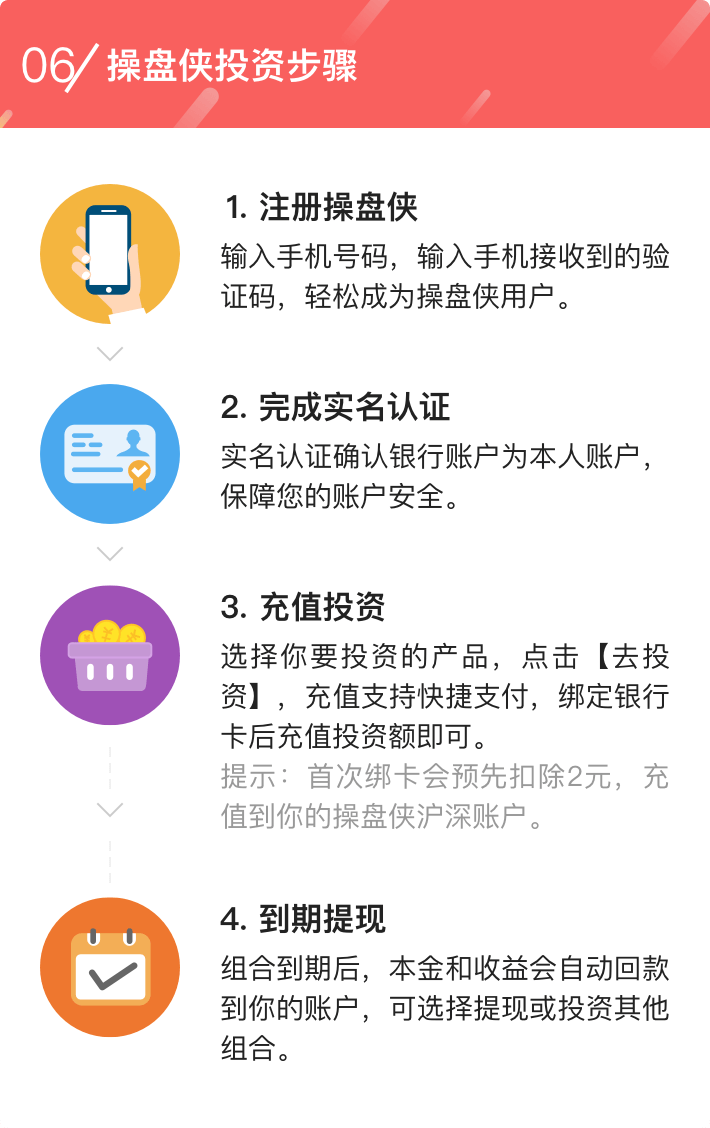 06/操盘侠投资步骤
1. 注册操盘侠
输入手机号码，输入手机接收到的验
证码，轻松成为操盘侠用户。
2. 完成实名认证
实名认证确认银行账户为本人账户，
保障您的账户安全。
3. 充值投资
选择你要投资的产品，点击【去投
资】，充值支持快捷支付，绑定银行
卡后充值投资额即可。
提示：首次绑卡会预先扣除2元，充
值到你的操盘侠沪深账户。
4. 到期提现
组合到期后，本金和收益会自动回款
到你的账户，可选择提现或投资其他
组合。